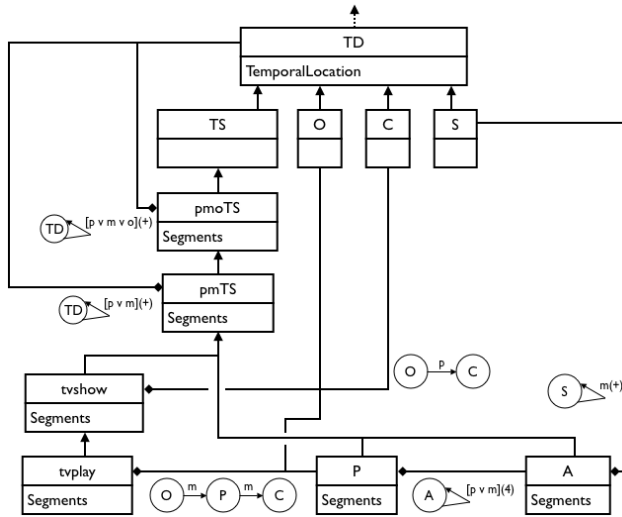 TD
TemporalLocation
TS
O
C
S
pmoTS
Segments
TD
[p v m v o](+)
pmTS
Segments
TD
[p v m](+)
tvshow
Segments
O
p
C
S
m(+)
tvplay
Segments
O
m
P
m
C
P
Segments
A
[p v m](4)
A
Segments